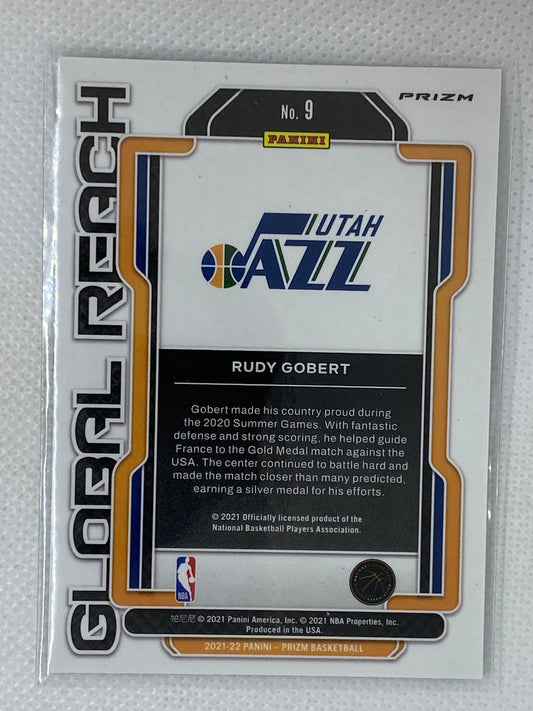 No. 9
PRIZM
PANINI
GLOBAL REACH
UTAH
JAZZ
RUDY GOBERT
Gobert made his country proud during
the 2020 Summer Games. With fantastic
defense and strong scoring, he helped guide
France to the Gold Medal match against the
USA. The center continued to battle hard and
made the match closer than many predicted,
earning a silver medal for his efforts.
© 2021 Officially licensed product of the
National Basketball Players Association.
NBA
帕尼尼 © 2021 Panini America, Inc. © 2021 NBA Properties, Inc.
Produced in the USA.
2021-22 PANINI – PRIZM BASKETBALL